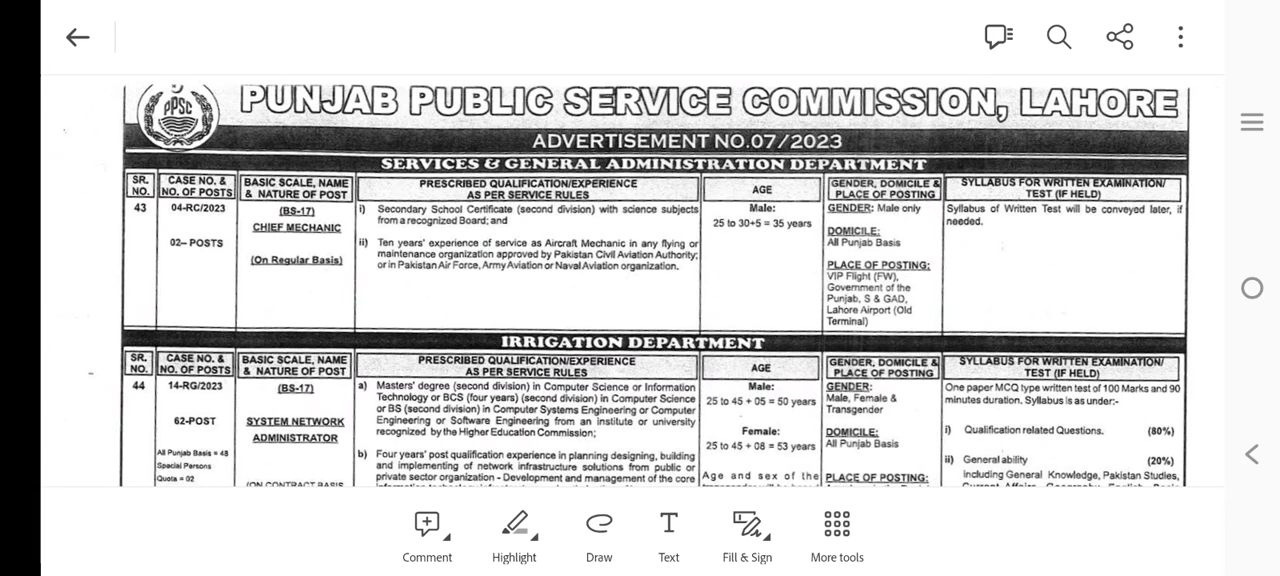 PPSC
PUNJAB PUBLIC SERVICE COMMISSION, LAHORE
ADVERTISEMENT NO.07/2023
SERVICES & GENERAL ADMINISTRATION DEPARTMENT
SR. NO.
CASE NO. & NO. OF POSTS
BASIC SCALE, NAME & NATURE OF POST
PRESCRIBED QUALIFICATION/EXPERIENCE
AS PER SERVICE RULES
AGE
GENDER, DOMICILE & PLACE OF POSTING
SYLLABUS FOR WRITTEN EXAMINATION/
TEST (IF HELD)
43
04-RC/2023
02– POSTS
(BS-17)
CHIEF MECHANIC
(On Regular Basis)
i) Secondary School Certificate (second division) with science subjects
from a recognized Board; and
ii) Ten years' experience of service as Aircraft Mechanic in any flying or
maintenance organization approved by Pakistan Civil Aviation Authority;
or in Pakistan Air Force, Army Aviation or Naval Aviation organization.
Male:
25 to 30+5 = 35 years
GENDER: Male only
DOMICILE:
All Punjab Basis
PLACE OF POSTING:
VIP Flight (FW),
Government of the
Punjab, S & GAD,
Lahore Airport (Old
Terminal)
Syllabus of Written Test will be conveyed later, if
needed.
IRRIGATION DEPARTMENT
SR. NO.
CASE NO. & NO. OF POSTS
BASIC SCALE, NAME & NATURE OF POST
PRESCRIBED QUALIFICATION/EXPERIENCE
AS PER SERVICE RULES
AGE
GENDER, DOMICILE & PLACE OF POSTING
SYLLABUS FOR WRITTEN EXAMINATION/
TEST (IF HELD)
44
14-RG/2023
62-POST
All Punjab Basis = 48
Special Persons
Quota = 02
(BS-17)
SYSTEM NETWORK
ADMINISTRATOR
(ON CONTRACT BASIS
a) Masters' degree (second division) in Computer Science or Information
Technology or BCS (four years) (second division) in Computer Science
or BS (second division) in Computer Systems Engineering or Computer
Engineering or Software Engineering from an institute or university
recognized by the Higher Education Commission;
b) Four years' post qualification experience in planning designing, building
and implementing of network infrastructure solutions from public or
private sector organization - Development and management of the core
Male:
25 to 45 + 05 = 50 years
Female:
25 to 45 + 08 = 53 years
Age and sex of the
GENDER:
Male, Female &
Transgender
DOMICILE:
All Punjab Basis
PLACE OF POSTING:
One paper MCQ type written test of 100 Marks and 90
minutes duration. Syllabus is as under:-
i) Qualification related Questions. (80%)
ii) General ability (20%)
including General Knowledge, Pakistan Studies,
Comment
Highlight
Draw
Text
Fill & Sign
More tools